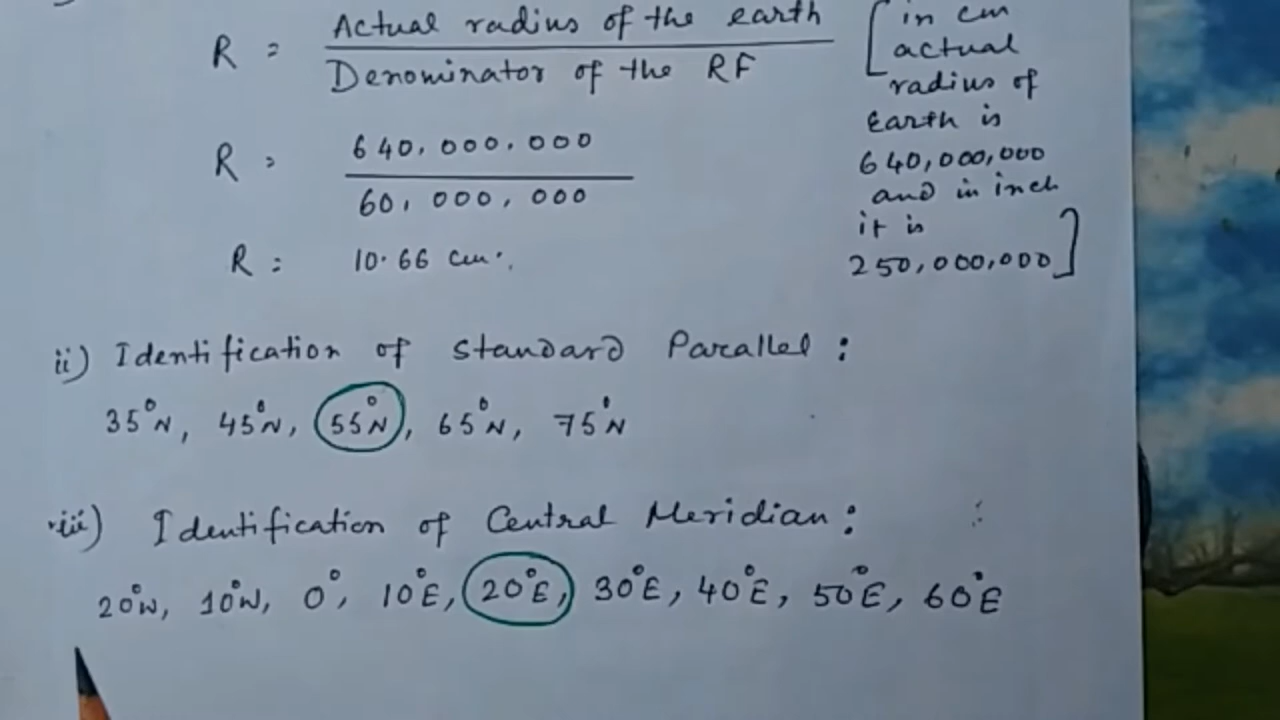 R = Actual radius of the earth
Denominator of the RF
[in cm
actual
radius of
Earth is
640,000,000
and in inch
it is
250,000,000]
R = 640,000,000
60,000,000
R = 10.66 cm.
ii) Identification of standard Parallel :
35°N, 45°N, 55°N, 65°N, 75°N
iii) Identification of Central Meridian :
20°W, 10°W, 0°, 10°E, 20°E, 30°E, 40°E, 50°E, 60°E